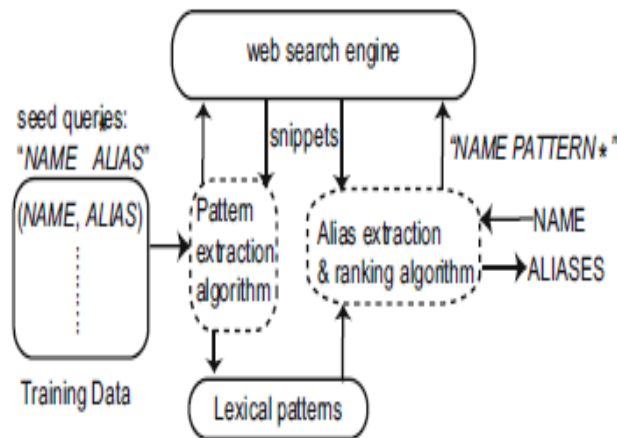 web search engine
seed queries:
"NAME * ALIAS"
snippets
"NAME PATTERN *"
(NAME, ALIAS)
Pattern
extraction
algorithm
Alias extraction
& ranking algorithm
NAME
ALIASES
Training Data
Lexical patterns